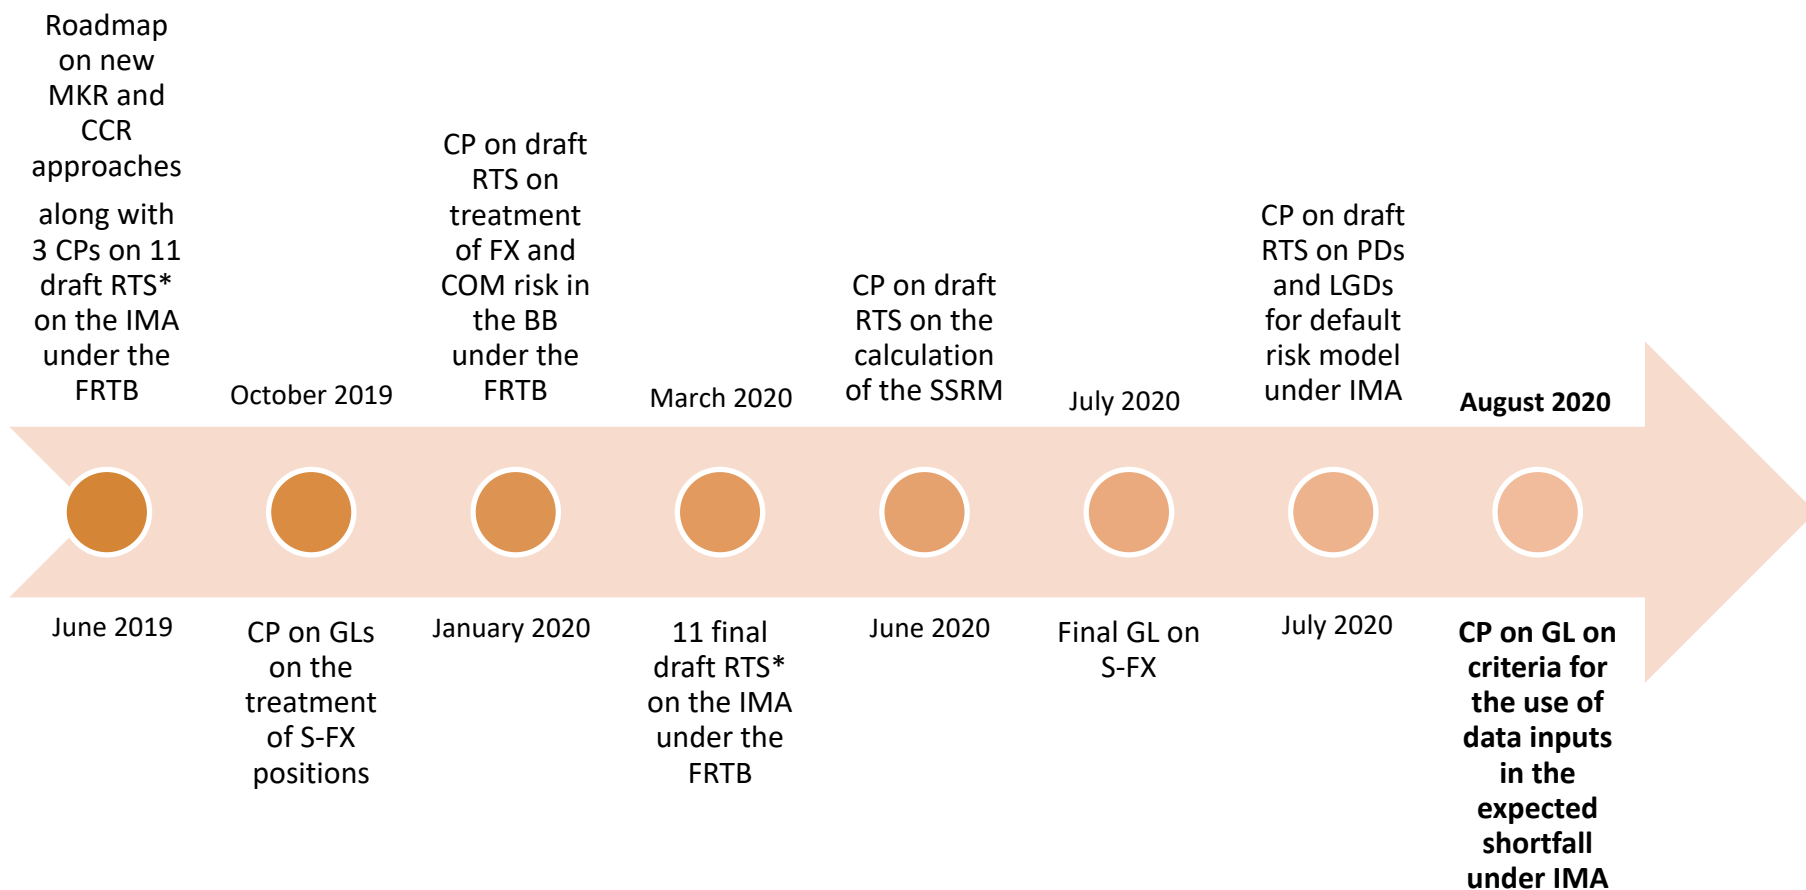 Roadmap
on new
MKR and
CCR
approaches
along with
3 CPs on 11
draft RTS*
on the IMA
under the
FRTB
June 2019
October 2019
CP on GLs
on the
treatment
of S-FX
positions
CP on draft
RTS on
treatment
of FX and
COM risk in
the BB
under the
FRTB
January 2020
March 2020
11 final
draft RTS*
on the IMA
under the
FRTB
CP on draft
RTS on the
calculation
of the SSRM
June 2020
July 2020
Final GL on
S-FX
CP on draft
RTS on PDs
and LGDs
for default
risk model
under IMA
July 2020
August 2020
CP on GL on
criteria for
the use of
data inputs
in the
expected
shortfall
under IMA